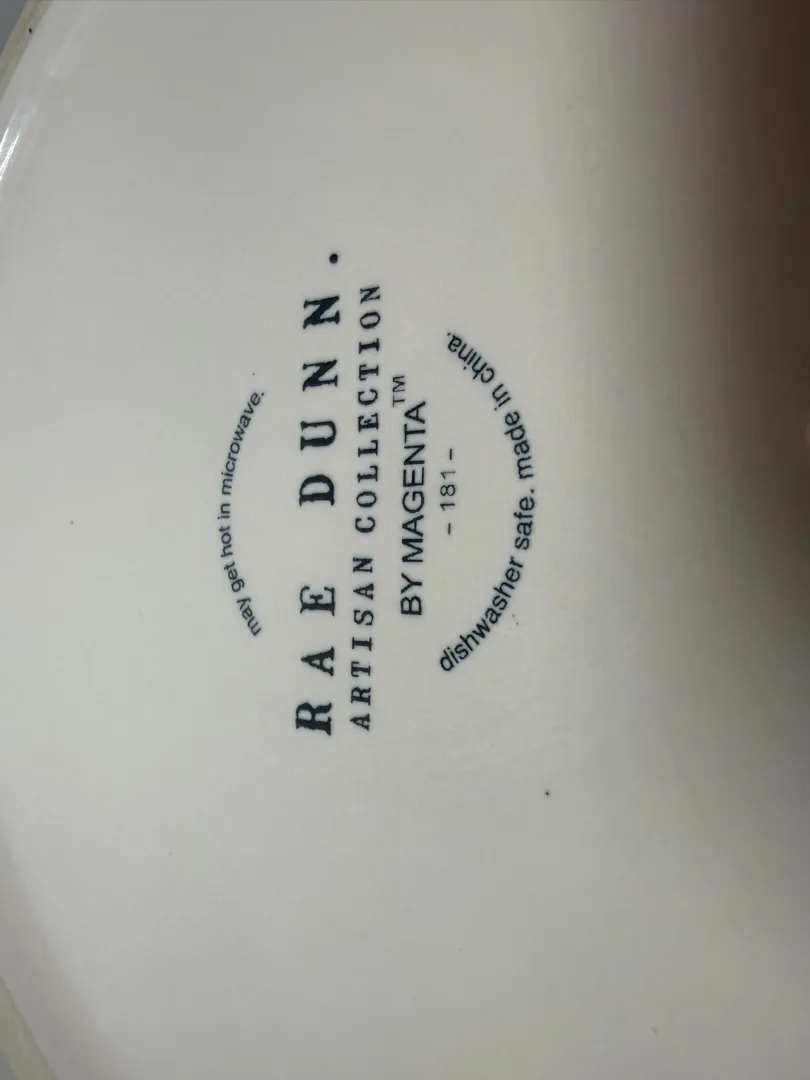 may get hot in microwave.
RAE DUNN.
ARTISAN COLLECTION
BY MAGENTA™
- 181 -
dishwasher safe. made in china.